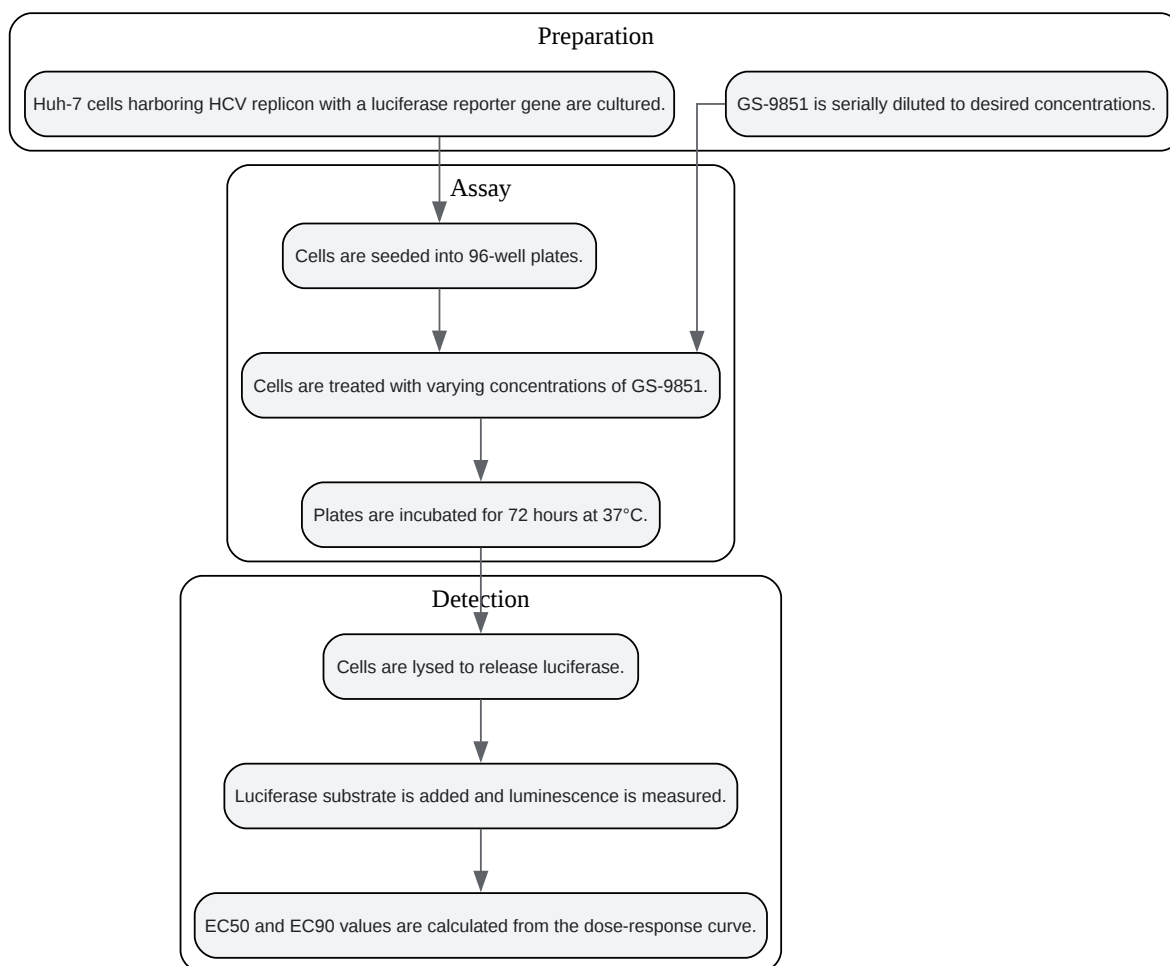 Preparation
Huh-7 cells harboring HCV replicon with a luciferase reporter gene are cultured.
GS-9851 is serially diluted to desired concentrations.
Assay
Cells are seeded into 96-well plates.
Cells are treated with varying concentrations of GS-9851.
Plates are incubated for 72 hours at 37°C.
Detection
Cells are lysed to release luciferase.
Luciferase substrate is added and luminescence is measured.
EC50 and EC90 values are calculated from the dose-response curve.